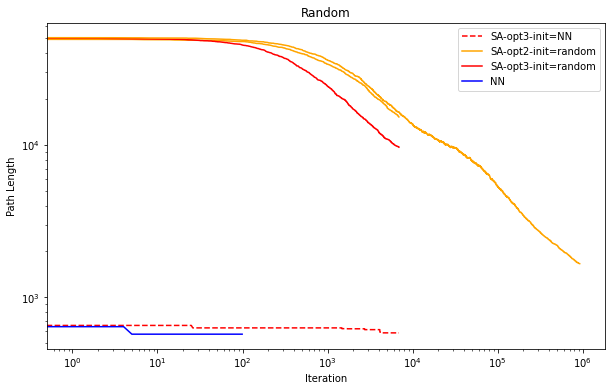 Random
SA-opt3-init=NN
SA-opt2-init=random
SA-opt3-init=random
NN
Path Length
10^4
10^3
10^0 10^1 10^2 10^3 10^4 10^5 10^6
Iteration